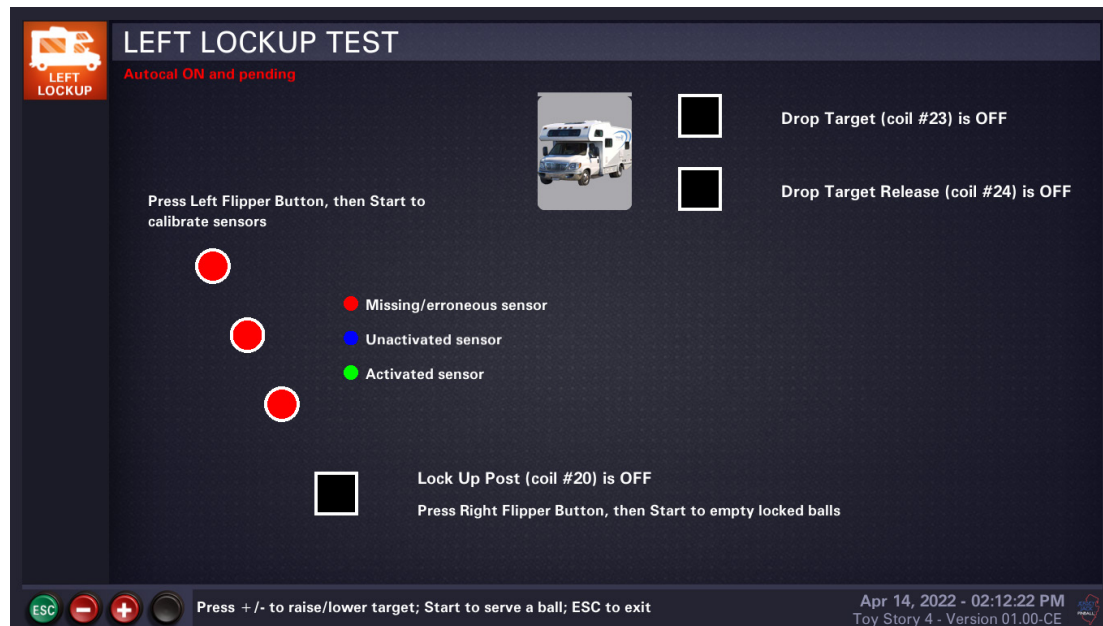 LEFT LOCKUP TEST
LEFT
LOCKUP
Autocal ON and pending
Drop Target (coil #23) is OFF
Drop Target Release (coil #24) is OFF
Press Left Flipper Button, then Start to
calibrate sensors
Missing/erroneous sensor
Unactivated sensor
Activated sensor
Lock Up Post (coil #20) is OFF
Press Right Flipper Button, then Start to empty locked balls
ESC
Press +/- to raise/lower target; Start to serve a ball; ESC to exit
Apr 14, 2022 - 02:12:22 PM
Toy Story 4 - Version 01.00-CE